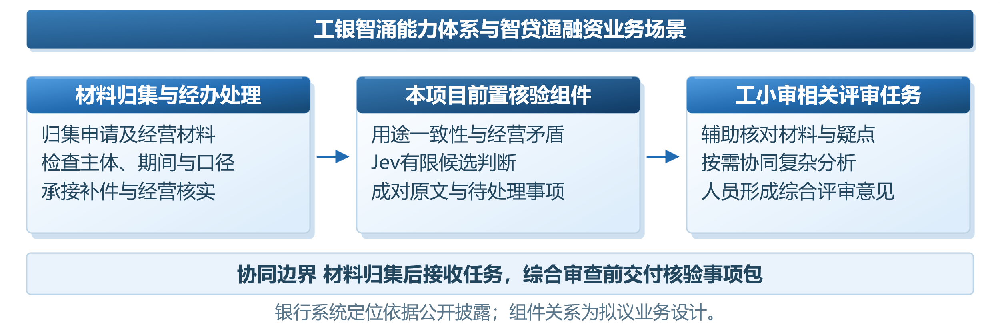 工银智涌能力体系与智贷通融资业务场景
材料归集与经办处理
本项目前置核验组件
工小审相关评审任务
归集申请及经营材料
检查主体、期间与口径
承接补件与经营核实
用途一致性与经营矛盾
Jev有限候选判断
成对原文与待处理事项
辅助核对材料与疑点
按需协同复杂分析
人员形成综合评审意见
协同边界 材料归集后接收任务，综合审查前交付核验事项包
银行系统定位依据公开披露；组件关系为拟议业务设计。